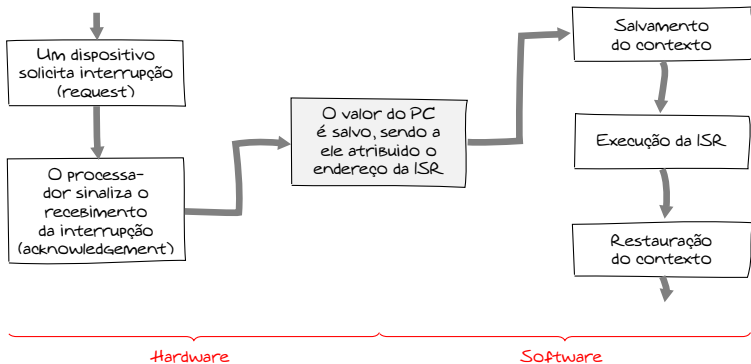 Um dispositivo
solicita interrupção
(request)
O processa-
dor sinaliza o
recebimento
da interrupção
(acknowledgement)
O valor do PC
é salvo, sendo a
ele atribuido o
endereço da ISR
Salvamento
do contexto
Execução da ISR
Restauração
do contexto
Hardware
Software